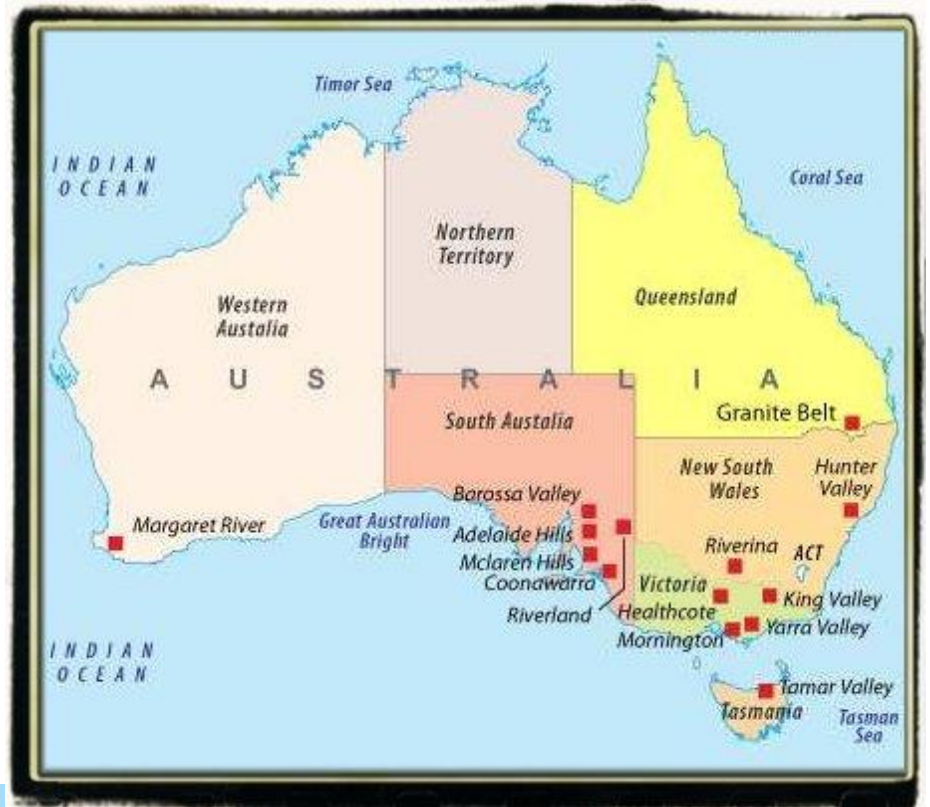 Timor Sea
INDIAN
OCEAN
Coral Sea
Northern
Territory
Queensland
Western
Austalia
AUSTRALIA
Granite Belt
South Austalia
New South
Wales
Hunter
Valley
Barossa Valley
Margaret River
Great Australian
Bright
Adelaide Hills
Mclaren Hills
Coonawarra
Riverland
Riverina
ACT
Victoria
King Valley
Healthcote
Mornington
Yarra Valley
INDIAN
OCEAN
Tamar Valley
Tasmania
Tasman
Sea